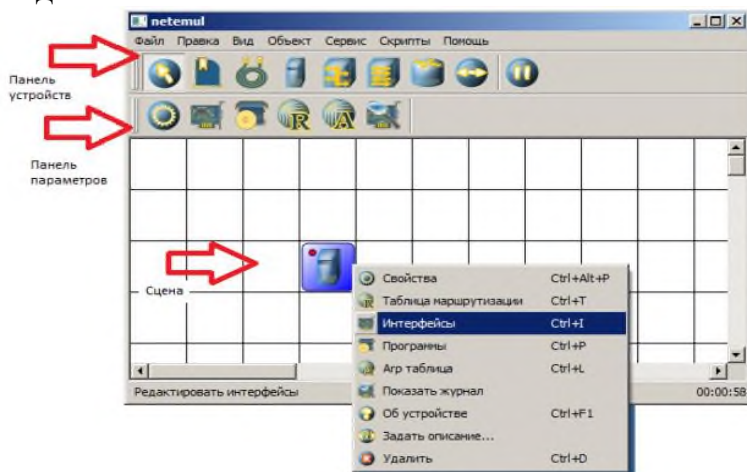 netemul
Файл Правка Вид Объект Сервис Скрипты Помощь
Панель
устройств
Панель
параметров
Сцена
Свойства Ctrl+Alt+P
Таблица маршрутизации Ctrl+T
Интерфейсы Ctrl+I
Программы Ctrl+P
Arp таблица Ctrl+L
Показать журнал
Об устройстве Ctrl+F1
Задать описание...
Удалить Ctrl+D
Редактировать интерфейсы 00:00:58